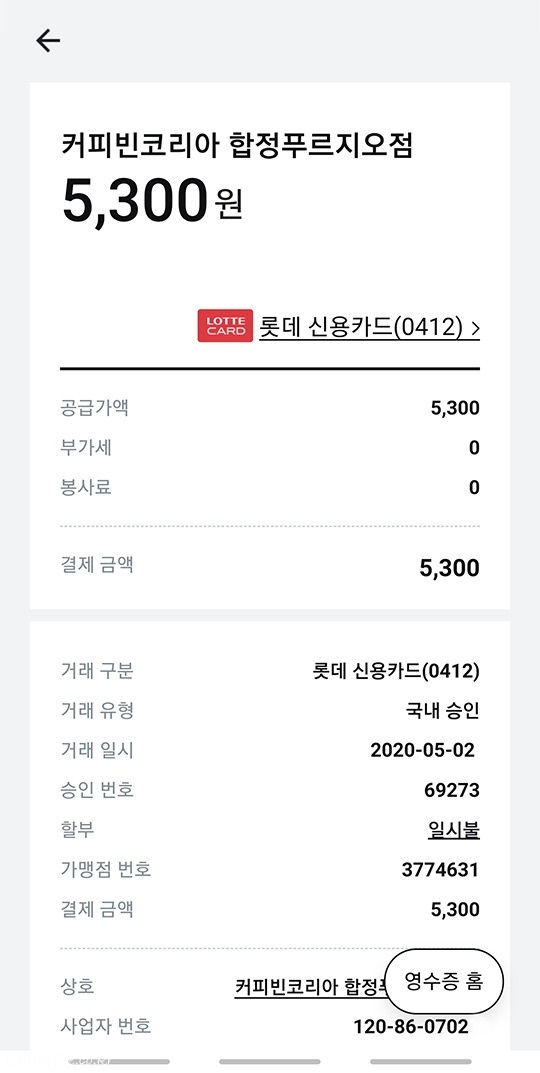 커피빈코리아 합정푸르지오점
5,300원
LOTTE CARD 롯데 신용카드(0412) >
공급가액 5,300
부가세 0
봉사료 0
결제 금액 5,300
거래 구분 롯데 신용카드(0412)
거래 유형 국내 승인
거래 일시 2020-05-02
승인 번호 69273
할부 일시불
가맹점 번호 3774631
결제 금액 5,300
상호 커피빈코리아 합정
영수증 홈
사업자 번호 120-86-0702